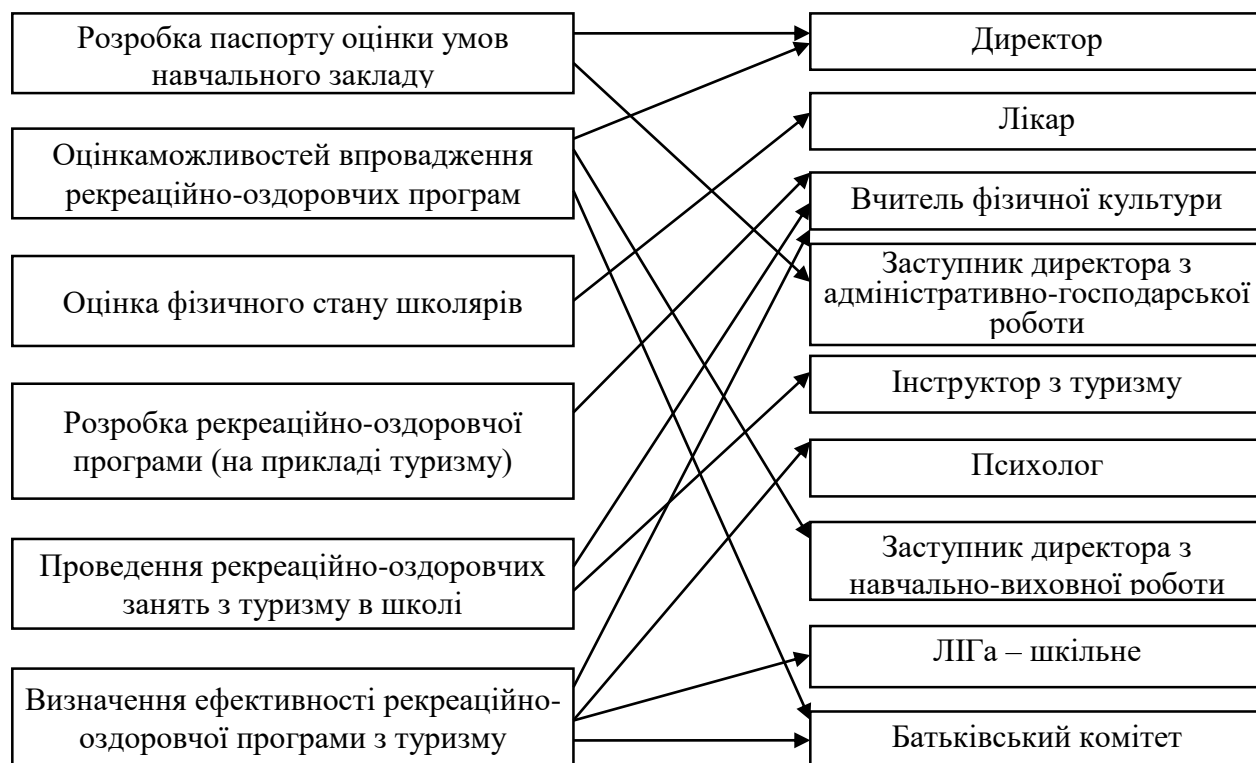 Розробка паспорту оцінки умов
навчального закладу
Оцінкаможливостей впровадження
рекреаційно-оздоровчих програм
Оцінка фізичного стану школярів
Розробка рекреаційно-оздоровчої
програми (на прикладі туризму)
Проведення рекреаційно-оздоровчих
занять з туризму в школі
Визначення ефективності рекреаційно-
оздоровчої програми з туризму
Директор
Лікар
Вчитель фізичної культури
Заступник директора з
адміністративно-господарської
роботи
Інструктор з туризму
Психолог
Заступник директора з
навчально-виховної роботи
ЛІГа – шкільне
Батьківський комітет